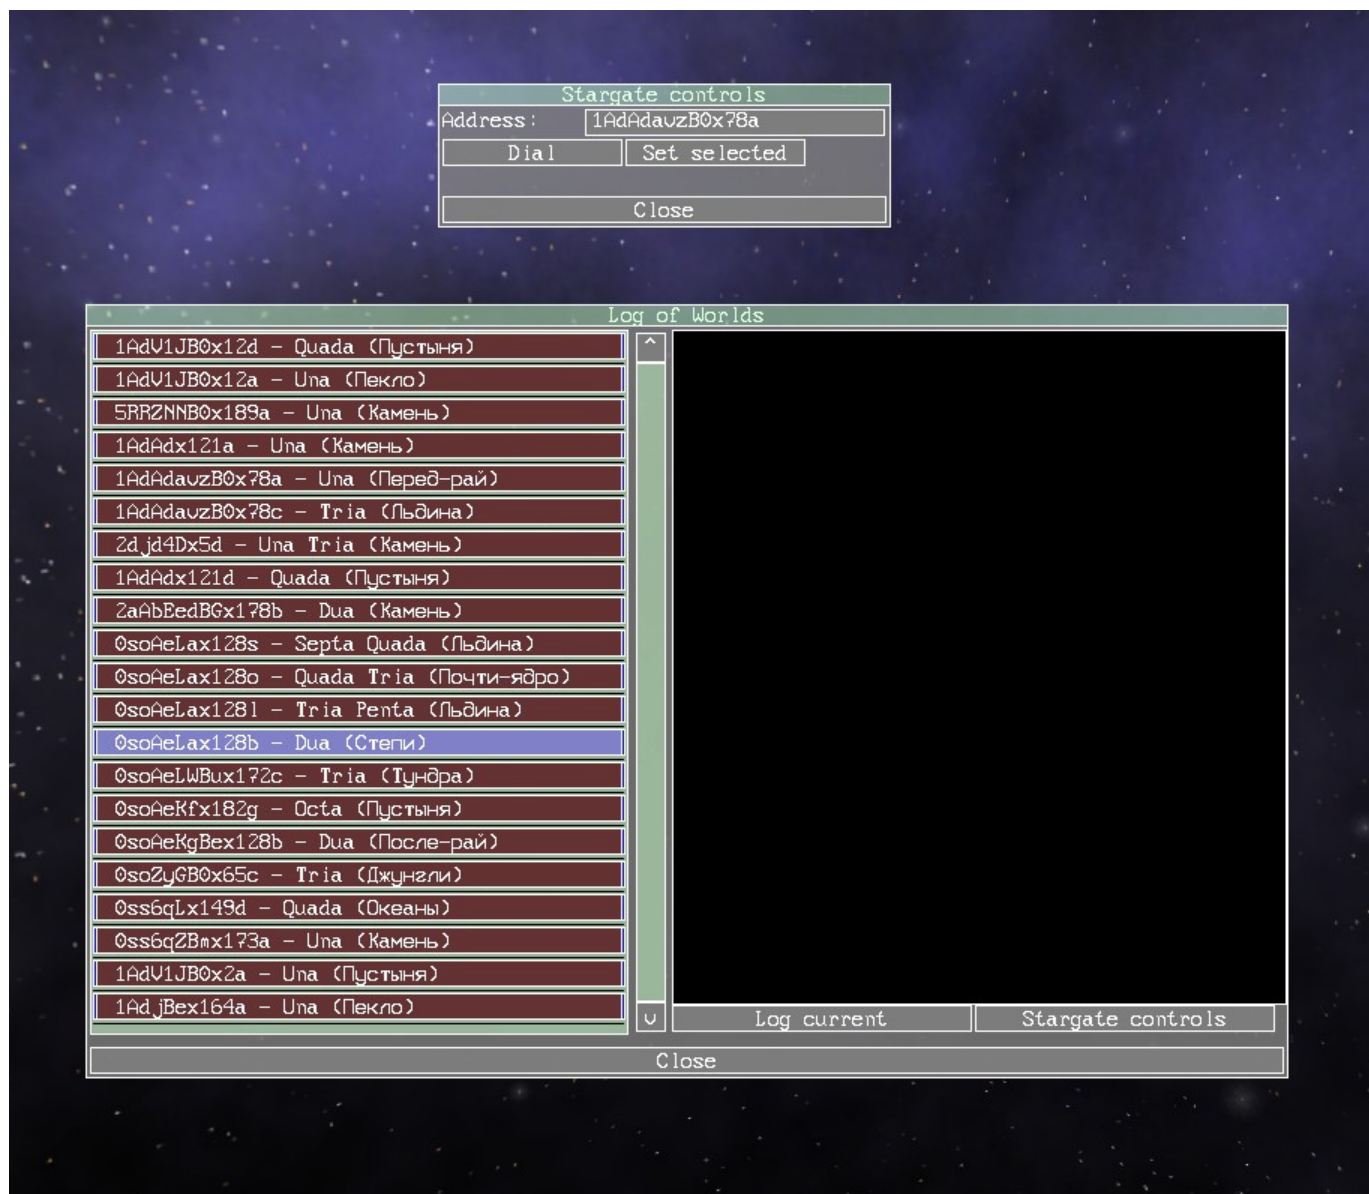 Stargate controls
Address: 1AdAdavzB0x78a
Dial Set selected
Close
Log of Worlds
1AdV1JB0x12d - Quada (Пустыня)
1AdV1JB0x12a - Una (Пекло)
5RRZNNB0x189a - Una (Камень)
1AdAdx121a - Una (Камень)
1AdAdavzB0x78a - Una (Перед-рай)
1AdAdavzB0x78c - Tria (Льдина)
2djd4Dx5d - Una Tria (Камень)
1AdAdx121d - Quada (Пустыня)
2aAbEedBGx178b - Dua (Камень)
0soAeLax128s - Septa Quada (Льдина)
0soAeLax128o - Quada Tria (Почти-ядро)
0soAeLax128l - Tria Penta (Льдина)
0soAeLax128b - Dua (Степи)
0soAeLWBux172c - Tria (Тундра)
0soAeKfx182g - Octa (Пустыня)
0soAeKgBex128b - Dua (После-рай)
0soZyGB0x65c - Tria (Джунгли)
0ss6qLx149d - Quada (Океаны)
0ss6qZBmx173a - Una (Камень)
1AdV1JB0x2a - Una (Пустыня)
1AdjBex164a - Una (Пекло)
Log current Stargate controls
Close